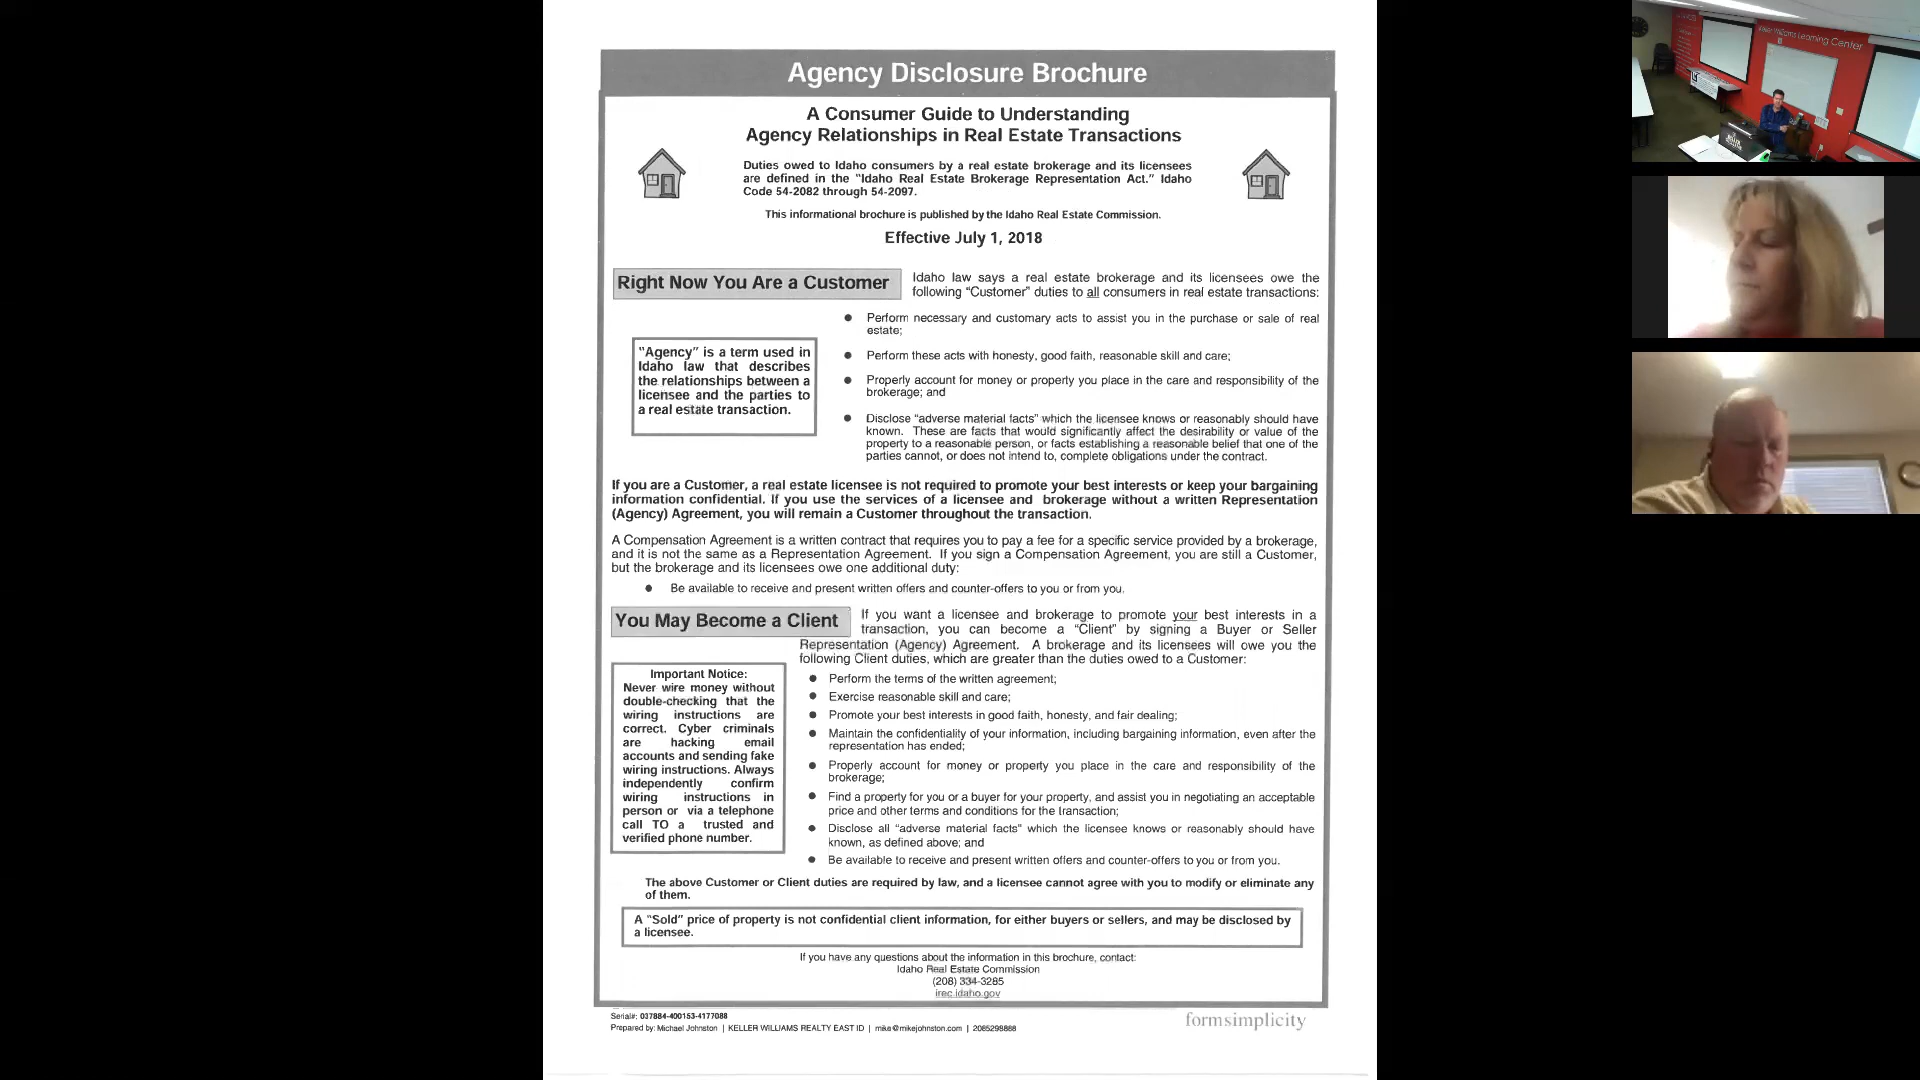 Agency Disclosure Brochure
A Consumer Guide to Understanding
Agency Relationships in Real Estate Transactions
Duties owed to Idaho consumers by a real estate brokerage and its licensees
are defined in the "Idaho Real Estate Brokerage Representation Act." Idaho
Code 54-2082 through 54-2097.
This informational brochure is published by the Idaho Real Estate Commission.
Effective July 1, 2018
Right Now You Are a Customer
Idaho law says a real estate brokerage and its licensees owe the
following "Customer" duties to all consumers in real estate transactions:
● Perform necessary and customary acts to assist you in the purchase or sale of real
estate;
● Perform these acts with honesty, good faith, reasonable skill and care;
● Properly account for money or property you place in the care and responsibility of the
brokerage; and
● Disclose "adverse material facts" which the licensee knows or reasonably should have
known. These are facts that would significantly affect the desirability or value of the
property to a reasonable person, or facts establishing a reasonable belief that one of the
parties cannot, or does not intend to, complete obligations under the contract.
"Agency" is a term used in
Idaho law that describes
the relationships between a
licensee and the parties to
a real estate transaction.
If you are a Customer, a real estate licensee is not required to promote your best interests or keep your bargaining
information confidential. If you use the services of a licensee and brokerage without a written Representation
(Agency) Agreement, you will remain a Customer throughout the transaction.
A Compensation Agreement is a written contract that requires you to pay a fee for a specific service provided by a brokerage,
and it is not the same as a Representation Agreement. If you sign a Compensation Agreement, you are still a Customer,
but the brokerage and its licensees owe one additional duty:
● Be available to receive and present written offers and counter-offers to you or from you.
You May Become a Client
If you want a licensee and brokerage to promote your best interests in a
transaction, you can become a "Client" by signing a Buyer or Seller
Representation (Agency) Agreement. A brokerage and its licensees will owe you the
following Client duties, which are greater than the duties owed to a Customer:
● Perform the terms of the written agreement;
● Exercise reasonable skill and care;
● Promote your best interests in good faith, honesty, and fair dealing;
● Maintain the confidentiality of your information, including bargaining information, even after the
representation has ended;
● Properly account for money or property you place in the care and responsibility of the
brokerage;
● Find a property for you or a buyer for your property, and assist you in negotiating an acceptable
price and other terms and conditions for the transaction;
● Disclose all "adverse material facts" which the licensee knows or reasonably should have
known, as defined above; and
● Be available to receive and present written offers and counter-offers to you or from you.
Important Notice:
Never wire money without
double-checking that the
wiring instructions are
correct. Cyber criminals
are hacking email
accounts and sending fake
wiring instructions. Always
independently confirm
wiring instructions in
person or via a telephone
call TO a trusted and
verified phone number.
The above Customer or Client duties are required by law, and a licensee cannot agree with you to modify or eliminate any
of them.
A "Sold" price of property is not confidential client information, for either buyers or sellers, and may be disclosed by
a licensee.
If you have any questions about the information in this brochure, contact:
Idaho Real Estate Commission
(208) 334-3285
irec.idaho.gov
Serial#: 037884-400153-4177088
Prepared by: Michael Johnston | KELLER WILLIAMS REALTY EAST ID | mike@mikejohnston.com | 2085298888
formsimplicity
Keller Williams Learning Center